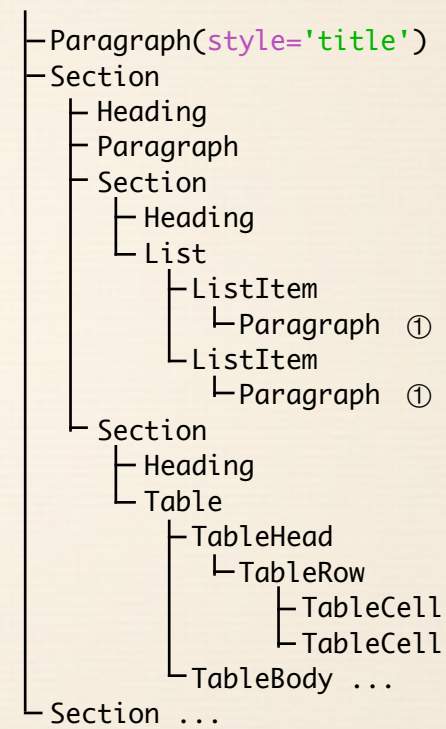 Paragraph(style='title')
Section
Heading
Paragraph
Section
Heading
List
ListItem
Paragraph ①
ListItem
Paragraph ①
Section
Heading
Table
TableHead
TableRow
TableCell
TableCell
TableBody ...
Section ...